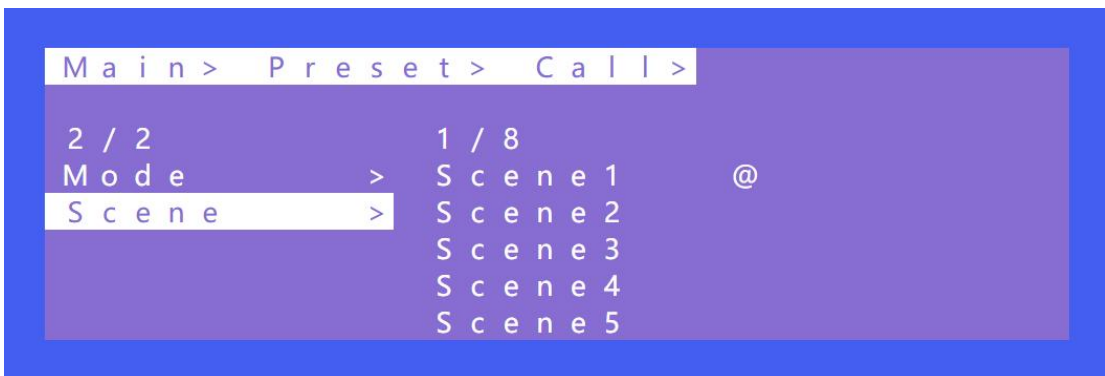 Main> Preset> Call>
2/2 1/8
Mode > Scene1 @
Scene > Scene2
Scene3
Scene4
Scene5